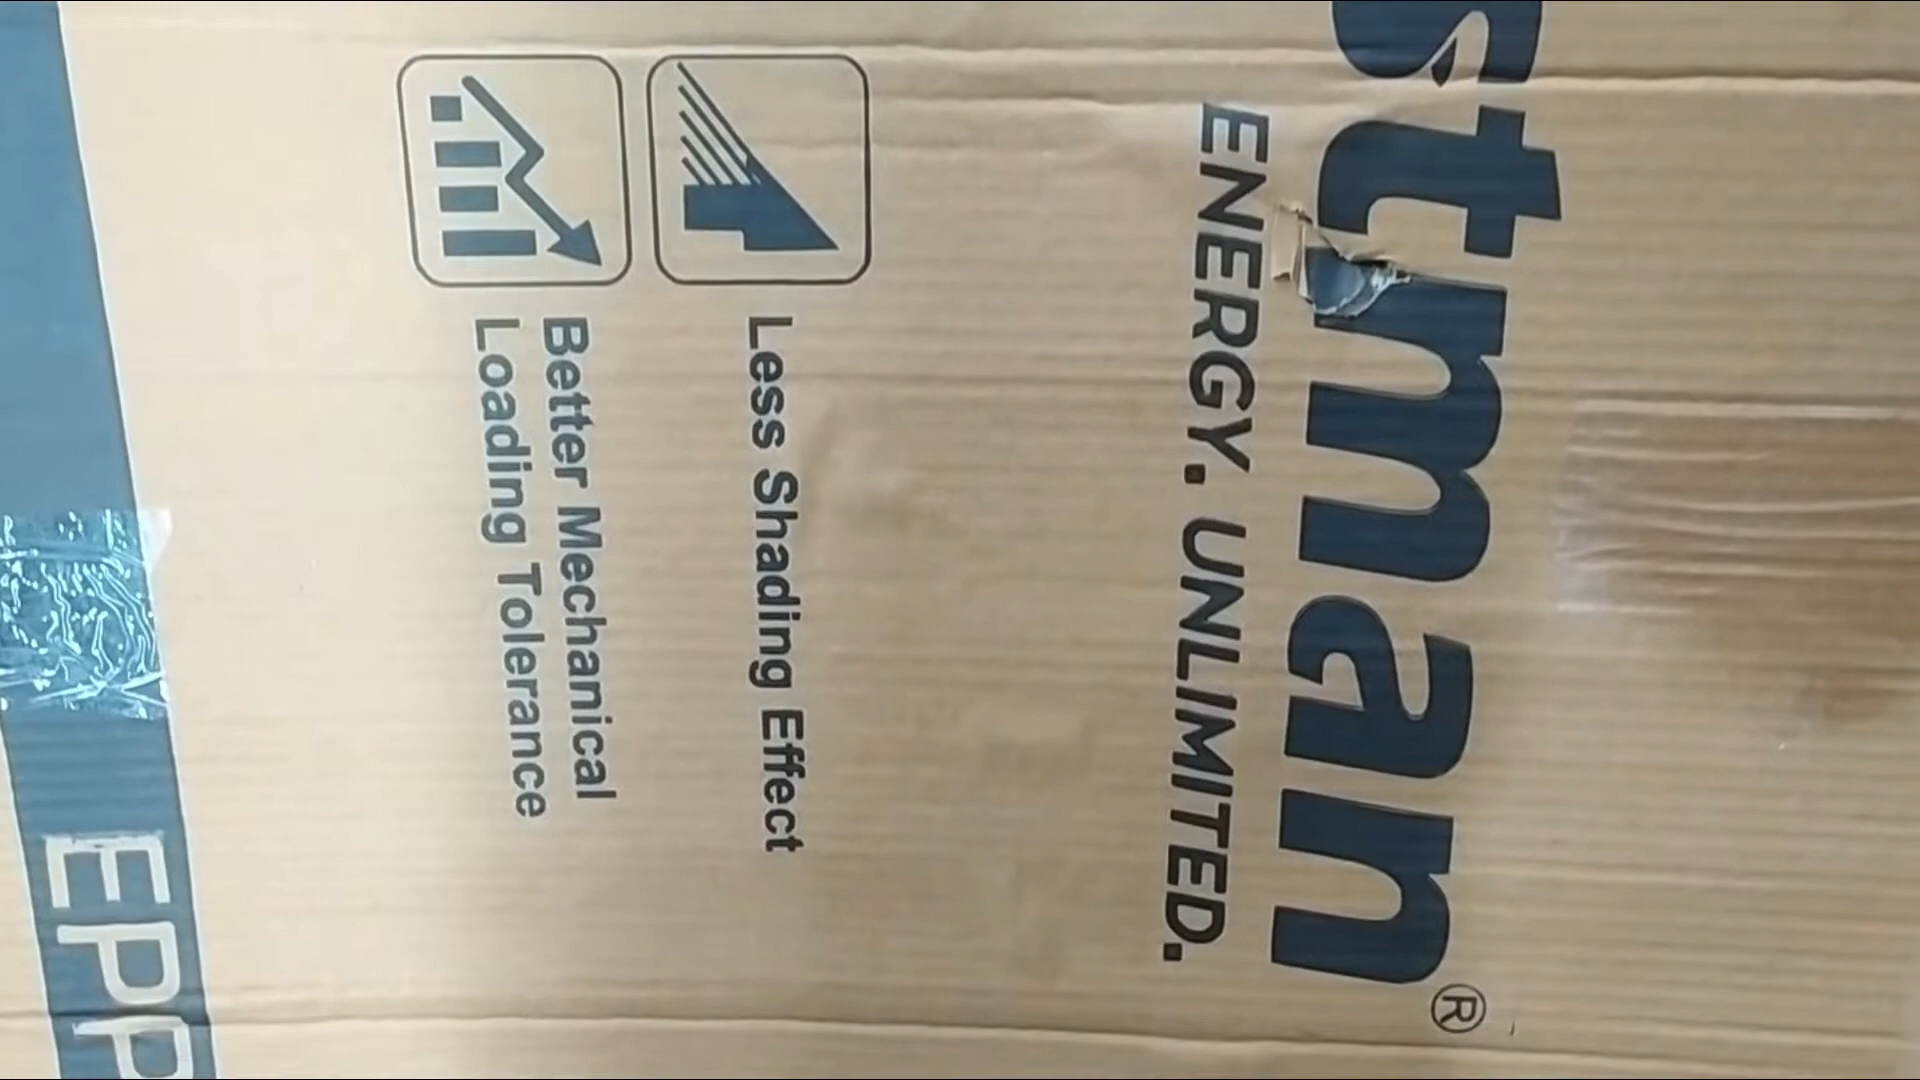 stman®
ENERGY. UNLIMITED.
Less Shading Effect
Better Mechanical
Loading Tolerance
EPP